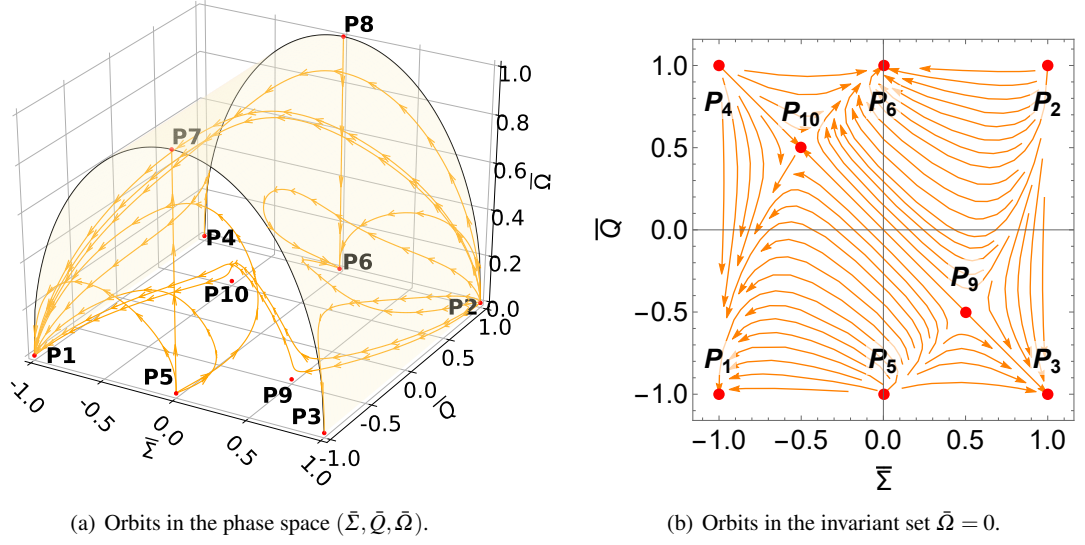 P8
1.0
0.8
P7
0.6
Ω̅
0.4
P4
0.2
P6
P10
P2
0.0
1.0
P1
0.5
P5
P9
0.0
Q̅
P3
-0.5
-1.0
-1.0
-0.5
0.0
Σ̅
0.5
1.0
(a) Orbits in the phase space (Σ̄, Q̄, Ω̄).
1.0
P4
P10
P6
P2
0.5
Q̅
0.0
P9
-0.5
P1
P5
P3
-1.0
-1.0 -0.5 0.0 0.5 1.0
Σ̅
(b) Orbits in the invariant set Ω̄ = 0.